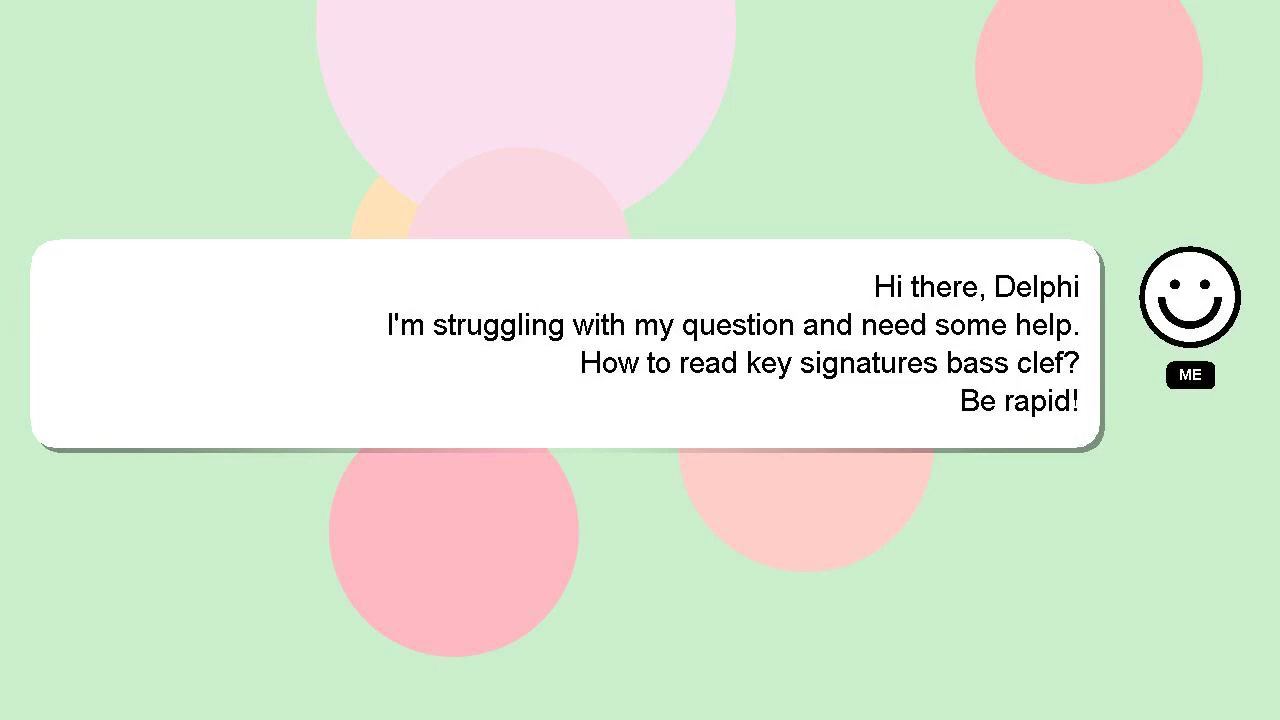 Hi there, Delphi
I'm struggling with my question and need some help.
How to read key signatures bass clef?
Be rapid!
ME